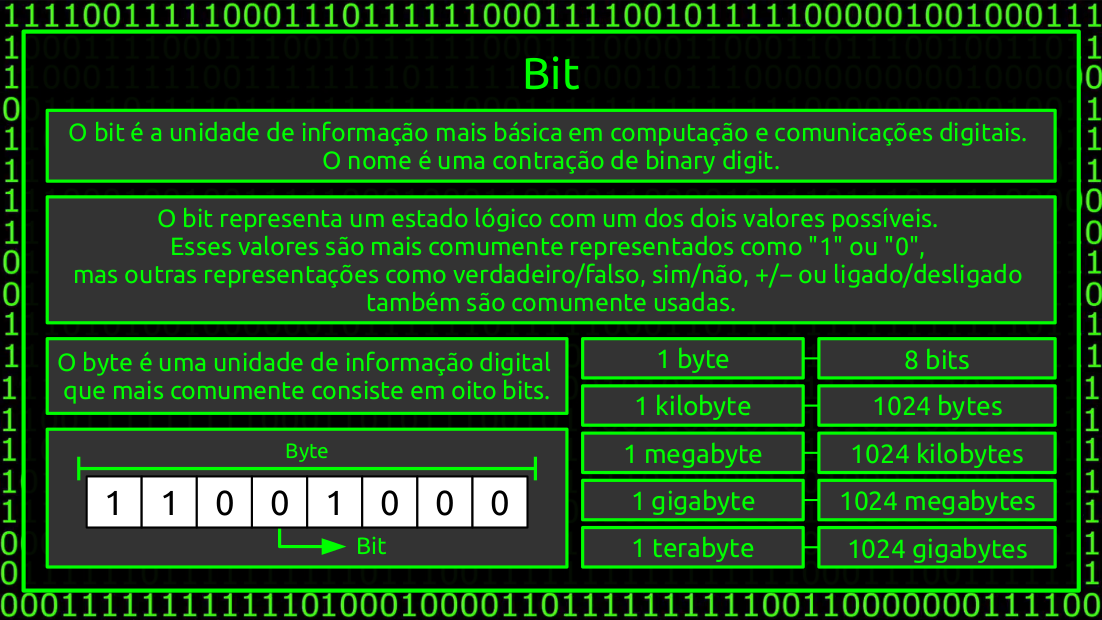 Bit
O bit é a unidade de informação mais básica em computação e comunicações digitais.
O nome é uma contração de binary digit.
O bit representa um estado lógico com um dos dois valores possíveis.
Esses valores são mais comumente representados como "1" ou "0",
mas outras representações como verdadeiro/falso, sim/não, +/− ou ligado/desligado
também são comumente usadas.
O byte é uma unidade de informação digital
que mais comumente consiste em oito bits.
Byte
1 1 0 0 1 0 0 0
Bit
1 byte 8 bits
1 kilobyte 1024 bytes
1 megabyte 1024 kilobytes
1 gigabyte 1024 megabytes
1 terabyte 1024 gigabytes